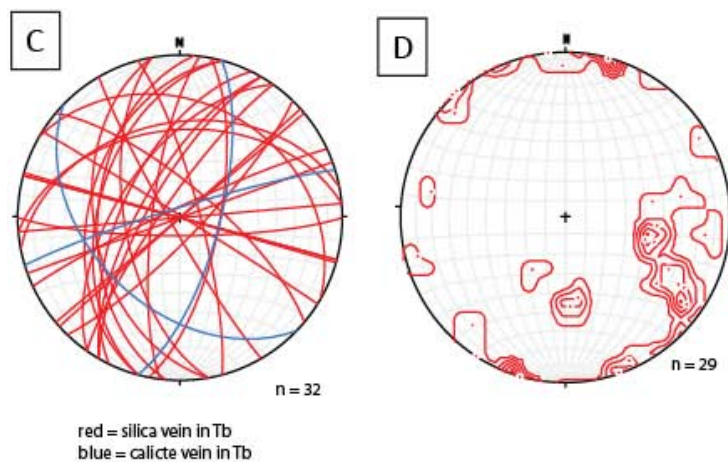 C
N
n = 32
red = silica vein in Tb
blue = calicte vein in Tb
D
N
n = 29